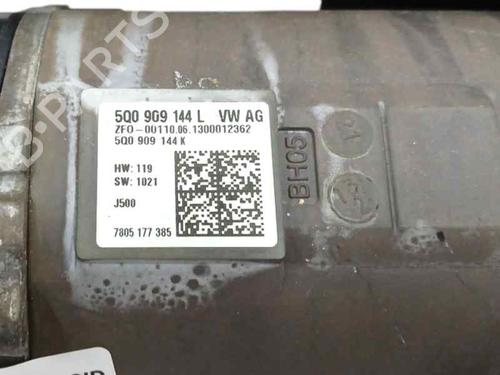 5Q0 909 144 L VW AG
ZFO-00110.06.1300012362
5Q0 909 144 K
HW: 119
SW: 1021
J500
7805 177 385
BH05
B-PARTS